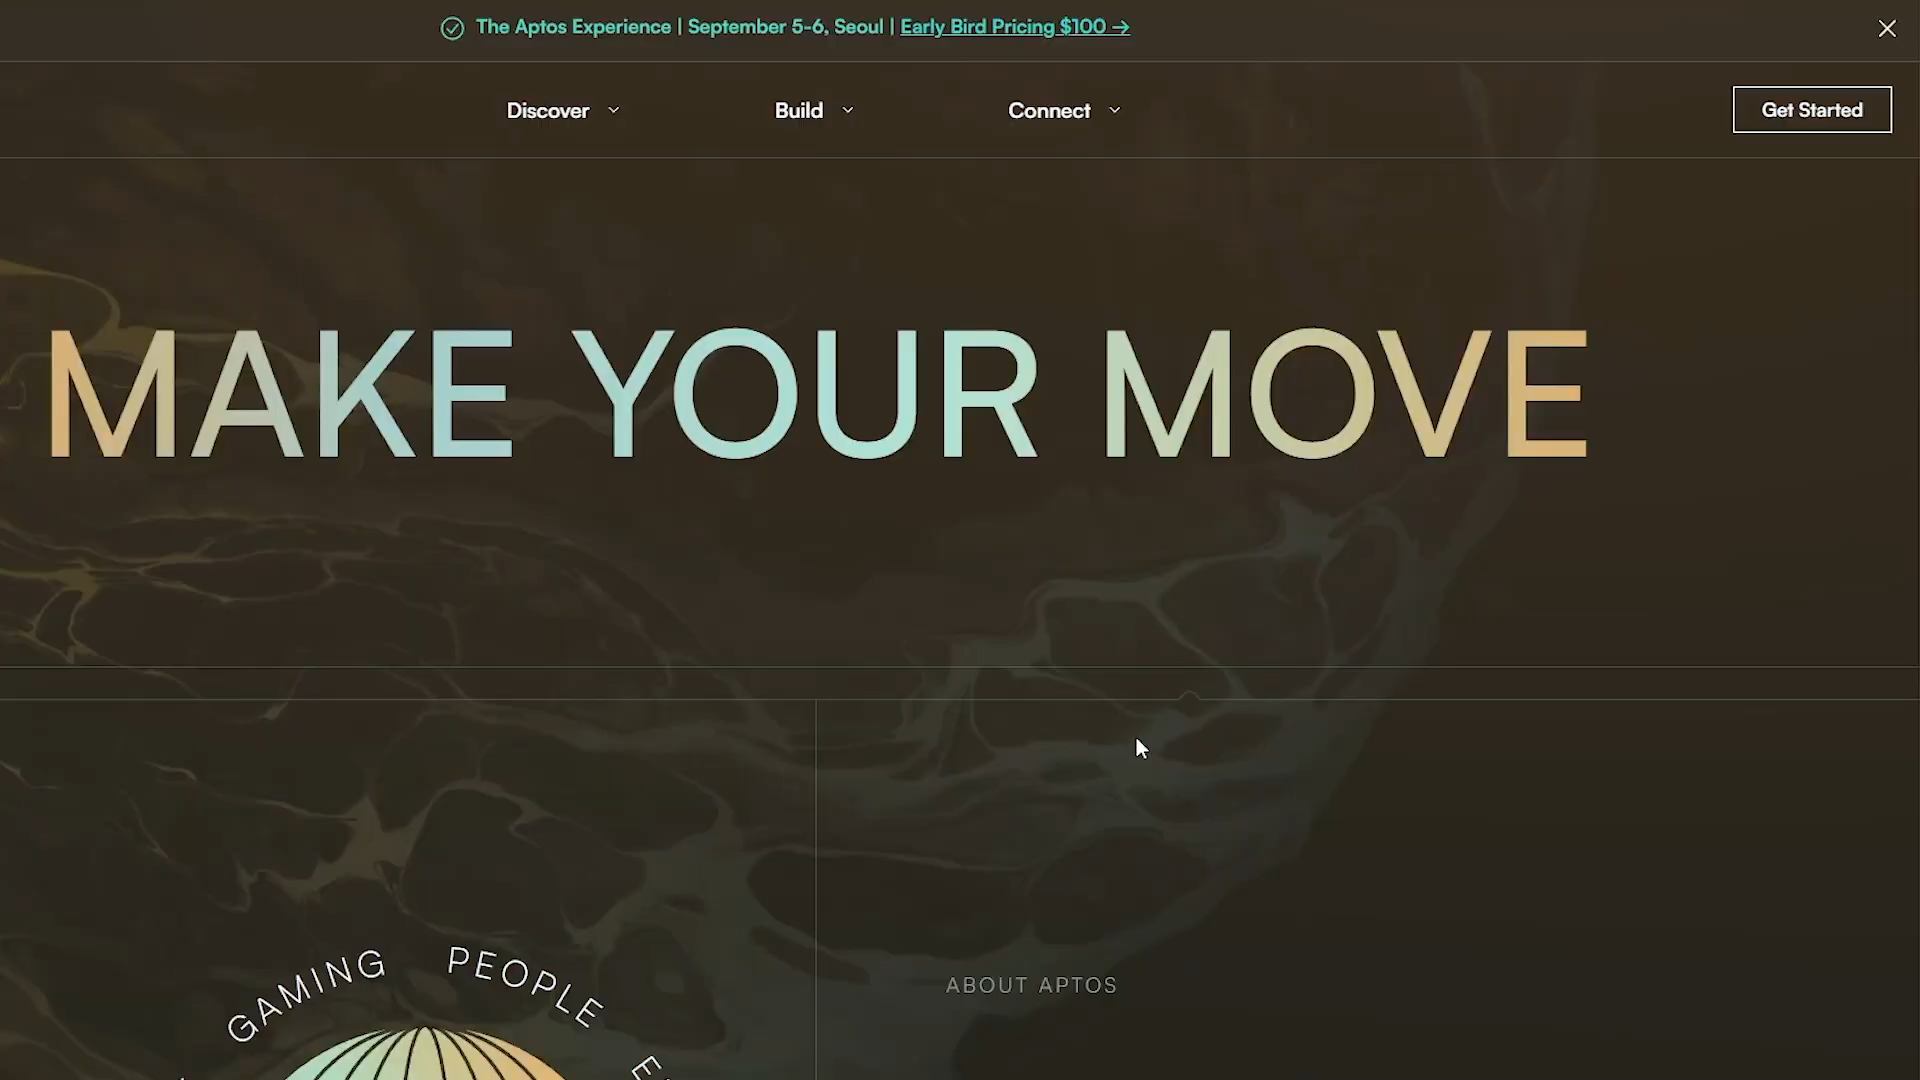 The Aptos Experience | September 5-6, Seoul | Early Bird Pricing $100 →
Discover
Build
Connect
Get Started
MAKE YOUR MOVE
GAMING PEOPLE
ABOUT APTOS